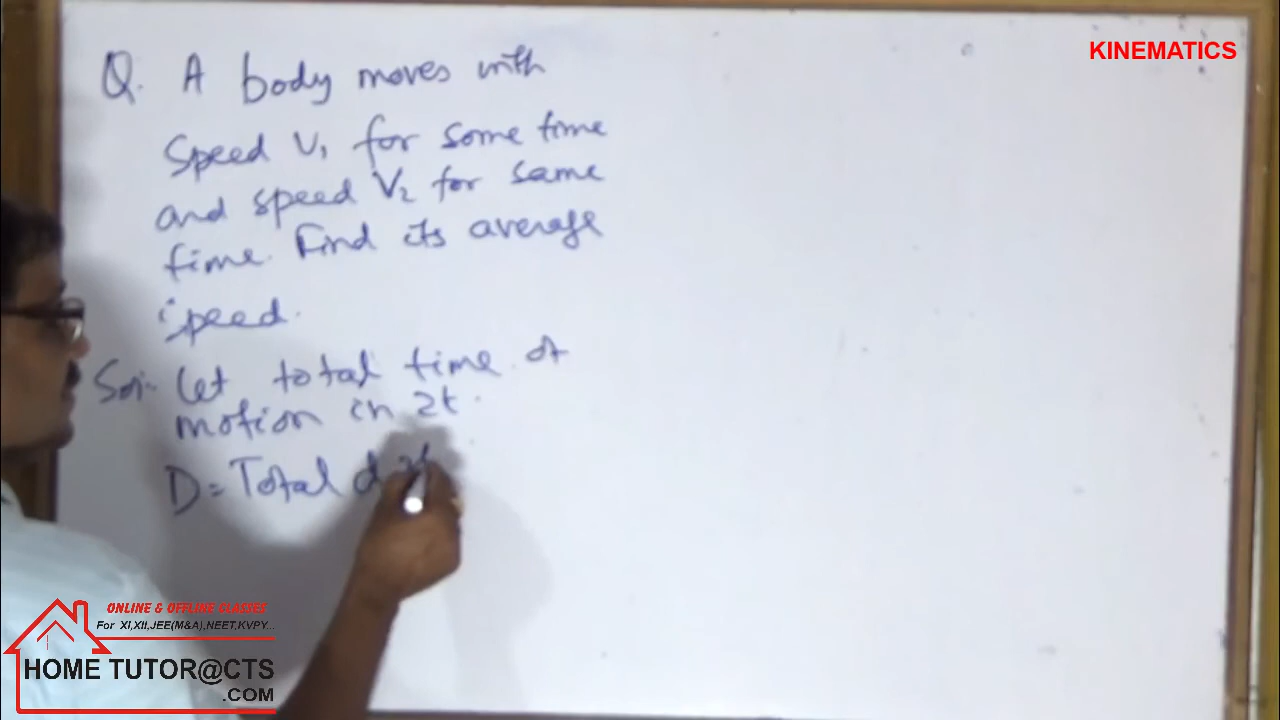 KINEMATICS
Q. A body moves with
Speed V₁ for some time
and speed V₂ for same
time. Find its average
speed.
Sol:- Let total time of
motion in 2t.
D = Total
ONLINE & OFFLINE CLASSES
For XI,XII,JEE(M&A),NEET,KVPY...
HOME TUTOR@CTS
.COM